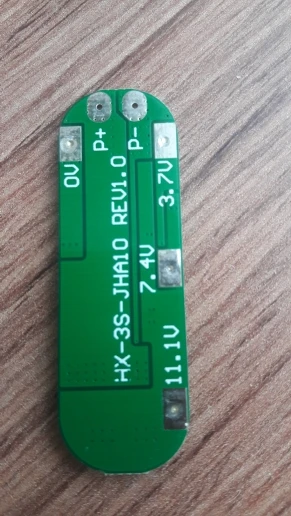 P+
P-
0V
3.7V
7.4V
11.1V
HX-3S-JHA10 REV1.0